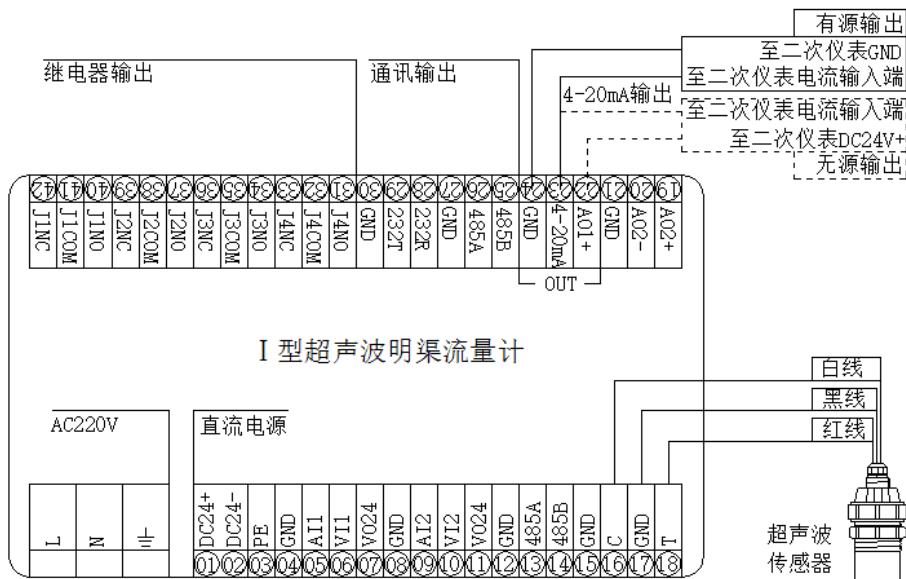 有源输出
至二次仪表GND
至二次仪表电流输入端
继电器输出
通讯输出
4-20mA输出
至二次仪表电流输入端
至二次仪表DC24V+
无源输出
42 41 40 39 38 37 36 35 34 33 32 31 30 29 28 27 26 25 24 23 22 21 20 19
J1NC J1COM J1NO J2NC J2COM J2NO J3NC J3COM J3NO J4NC J4COM J4NO GND 232T 232R GND 485A 485B GND 4-20mA AO1+ GND AO2- AO2+
OUT
I型超声波明渠流量计
白线
黑线
红线
AC220V
直流电源
L N
DC24+ DC24- PE GND AI1 VI1 VO24 GND AI2 VI2 VO24 GND 485A 485B GND C GND T
01 02 03 04 05 06 07 08 09 10 11 12 13 14 15 16 17 18
超声波
传感器